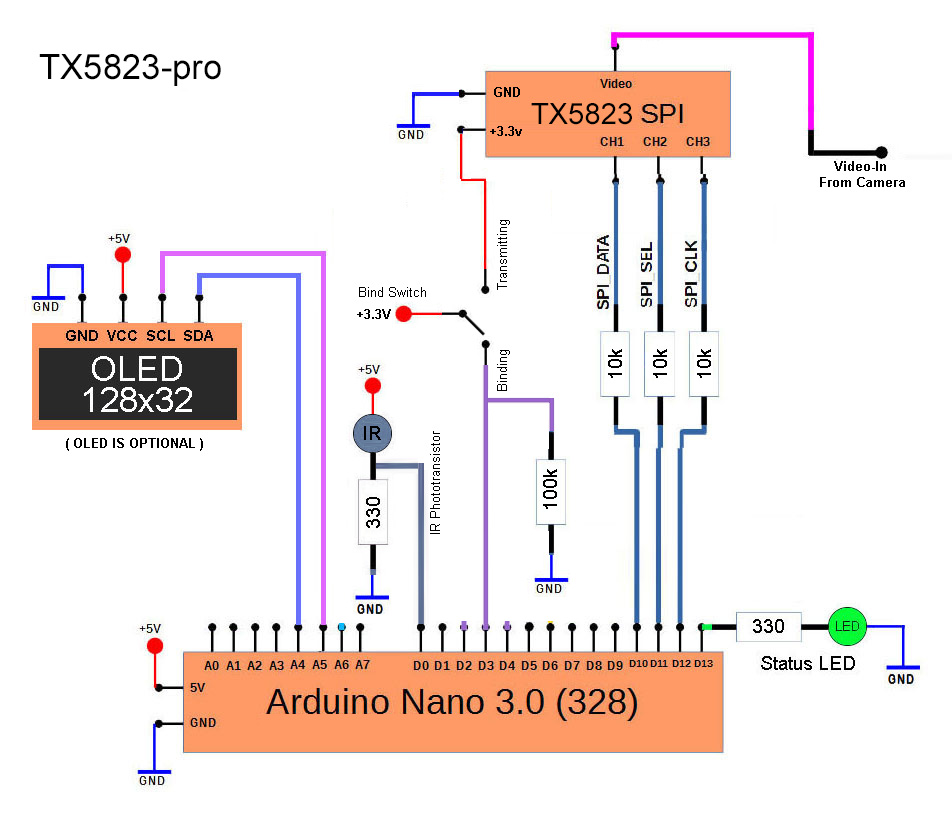 TX5823-pro
Video
GND
TX5823 SPI
+3.3v
CH1 CH2 CH3
GND
Video-In
From Camera
Transmitting
SPI_DATA
SPI_SEL
SPI_CLK
+5V
GND
GND VCC SCL SDA
OLED
128x32
( OLED IS OPTIONAL )
Bind Switch
+3.3V
Binding
10k
10k
10k
+5V
IR
IR Phototransistor
330
100k
GND
GND
+5V
A0 A1 A2 A3 A4 A5 A6 A7
D0 D1 D2 D3 D4 D5 D6 D7 D8 D9 D10 D11 D12 D13
330
LED
Status LED
GND
5V
Arduino Nano 3.0 (328)
GND
GND